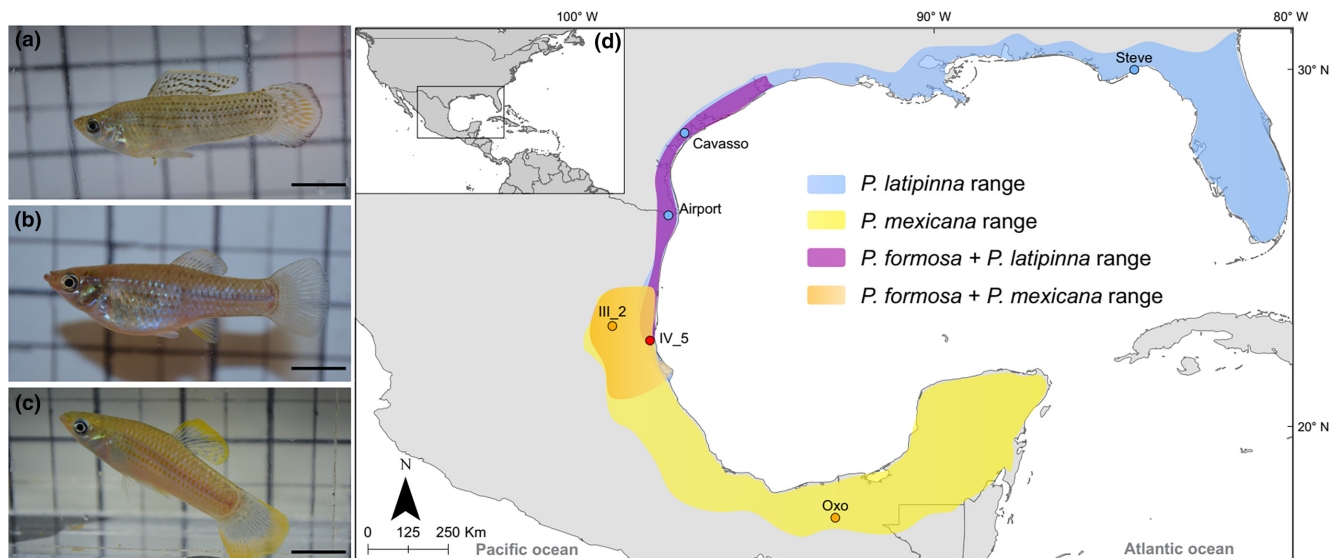 (a)
(b)
(c)
(d)
100° W
90° W
80° W
30° N
20° N
Steve
Cavasso
Airport
III_2
IV_5
Oxo
P. latipinna range
P. mexicana range
P. formosa + P. latipinna range
P. formosa + P. mexicana range
N
0 125 250 Km
Pacific ocean
Atlantic ocean